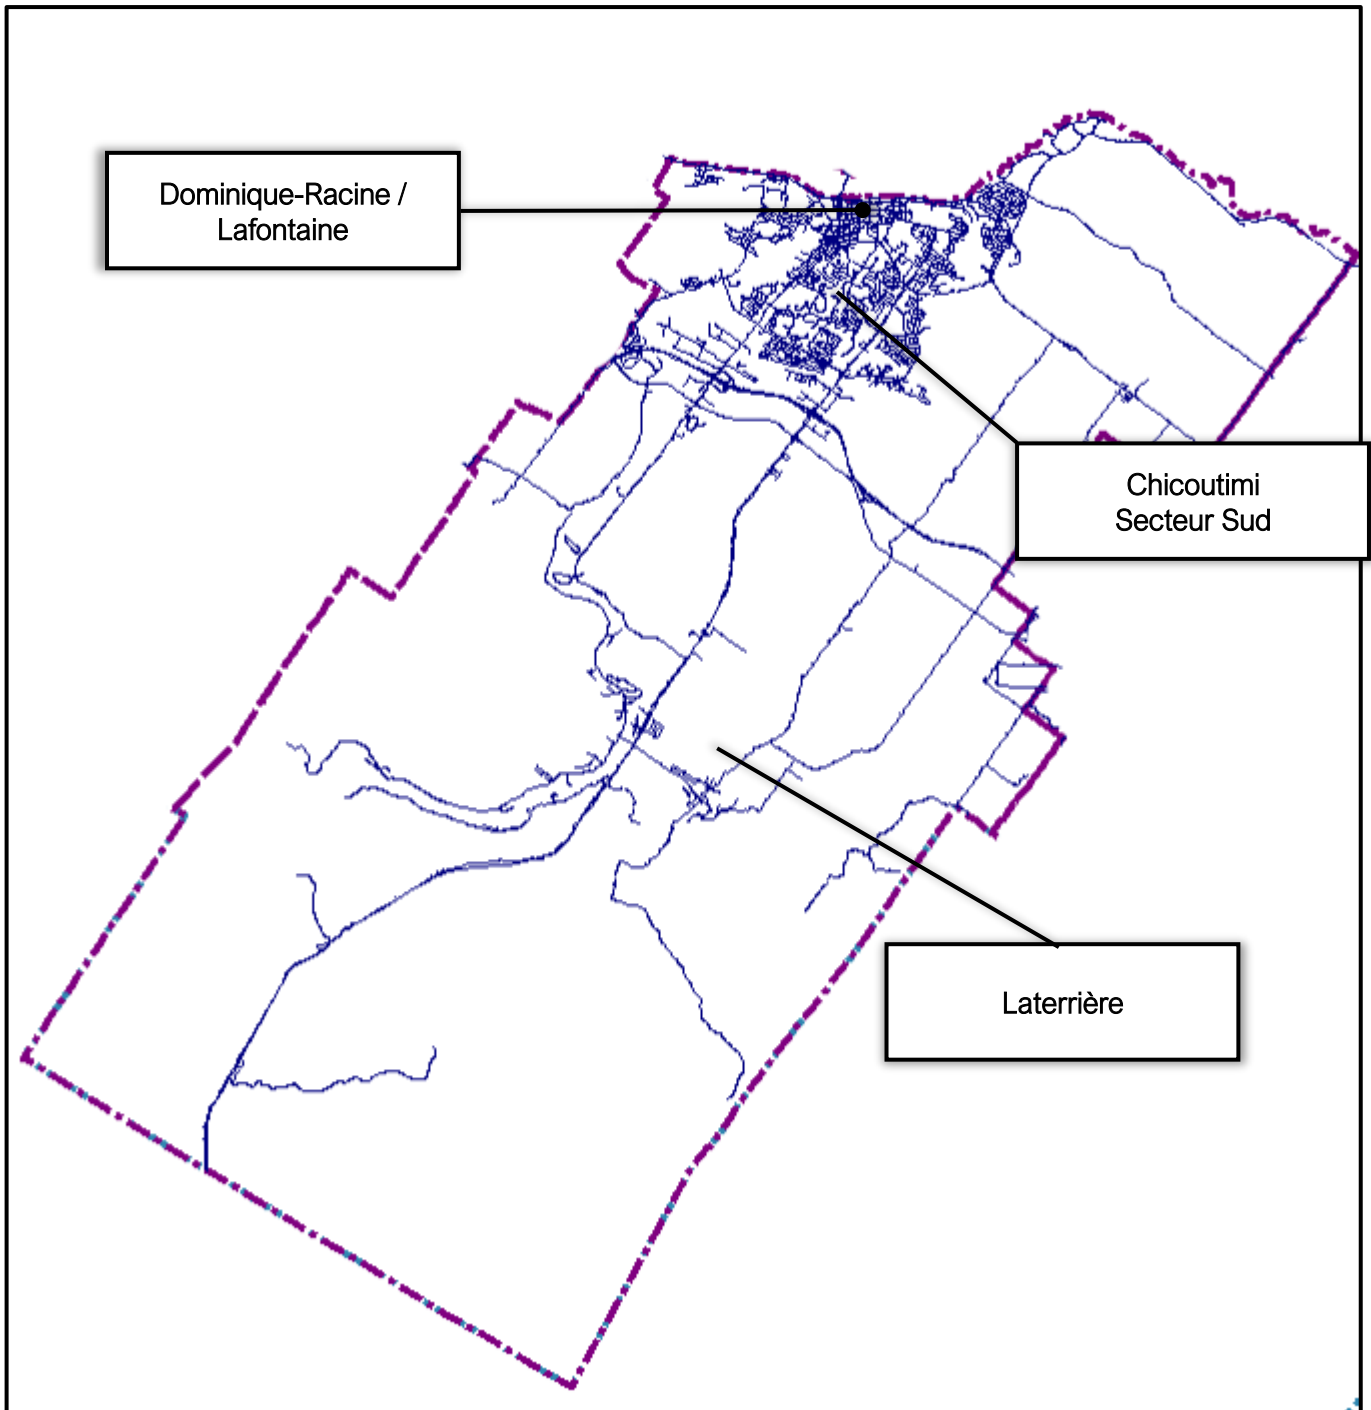 Dominique-Racine /
Lafontaine
Chicoutimi
Secteur Sud
Laterrière